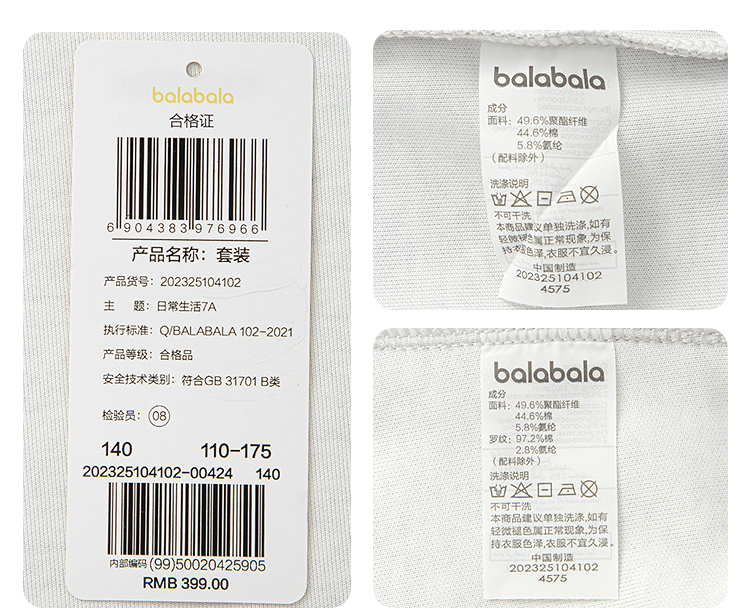 balabala
合格证
6 904383 976966
产品名称：套装
产品货号：202325104102
主 题：日常生活7A
执行标准：Q/BALABALA 102-2021
产品等级：合格品
安全技术类别：符合GB 31701 B类
检验员：08
140 110-175
202325104102-00424 140
内部编码 (99)50020425905
RMB 399.00
balabala
成分
面料：49.6%聚酯纤维
44.6%棉
5.8%氨纶
（配料除外）
洗涤说明
不可干洗
本商品建议单独洗涤,如有
轻微褪色属正常现象,为保
持衣服色泽,衣服不宜久浸。
中国制造
202325104102
4575
balabala
成分
面料：49.6%聚酯纤维
44.6%棉
5.8%氨纶
罗纹：97.2%棉
2.8%氨纶
（配料除外）
洗涤说明
不可干洗
本商品建议单独洗涤,如有
轻微褪色属正常现象,为保
持衣服色泽,衣服不宜久浸。
中国制造
202325104102
4575